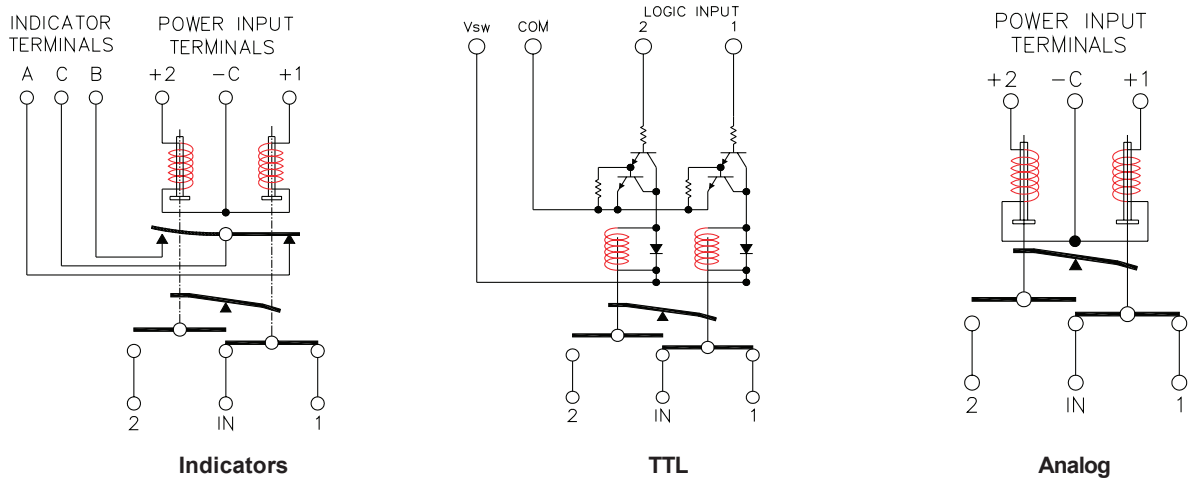 INDICATOR
TERMINALS
A C B
POWER INPUT
TERMINALS
+2 -C +1
2 IN 1
Indicators
Vsw COM
LOGIC INPUT
2 1
2 IN 1
TTL
POWER INPUT
TERMINALS
+2 -C +1
2 IN 1
Analog